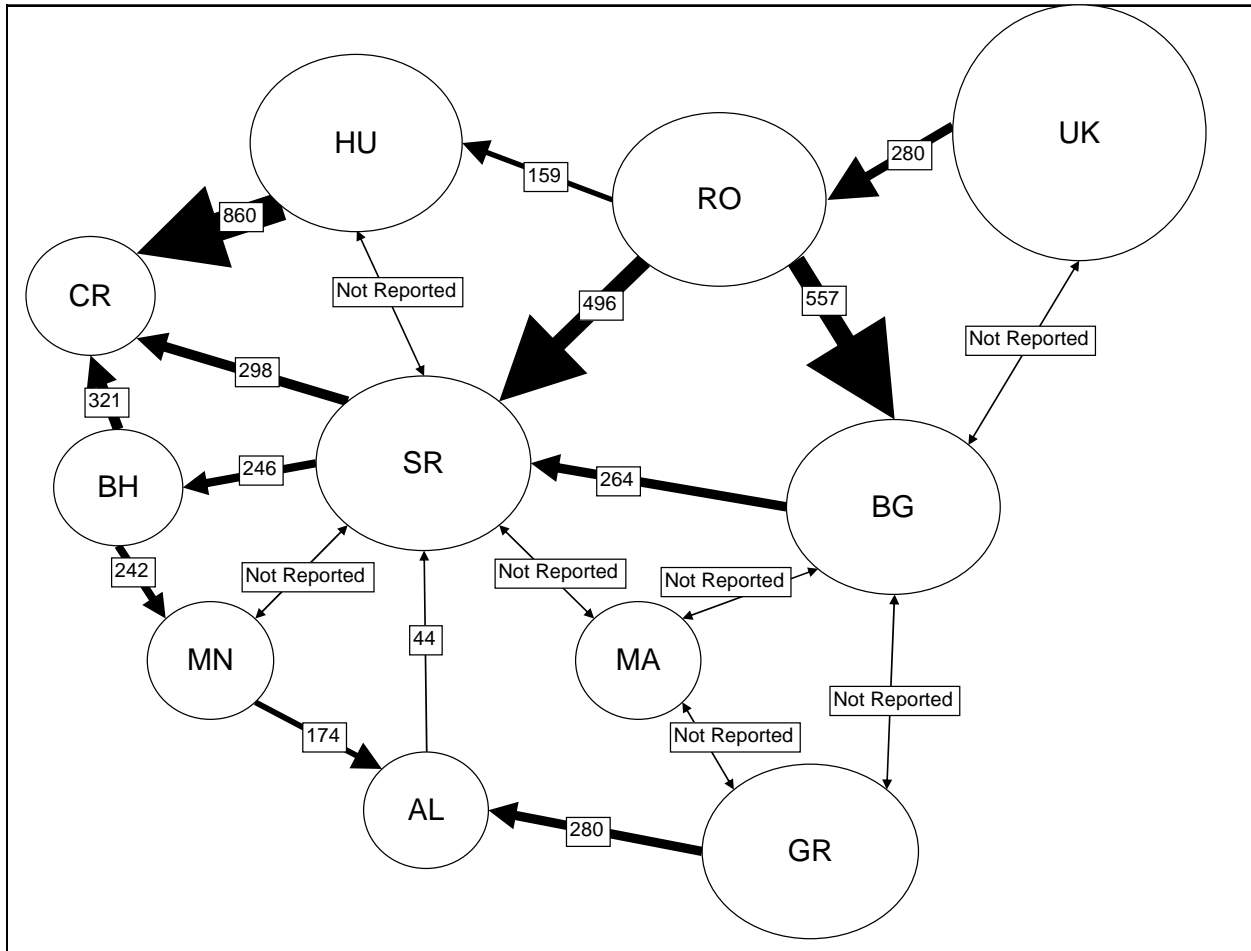 UK
HU
280
159
RO
860
Not Reported
CR
496
557
Not Reported
298
321
SR
246
264
BH
BG
242
Not Reported
Not Reported
Not Reported
44
MN
MA
Not Reported
174
Not Reported
AL
280
GR